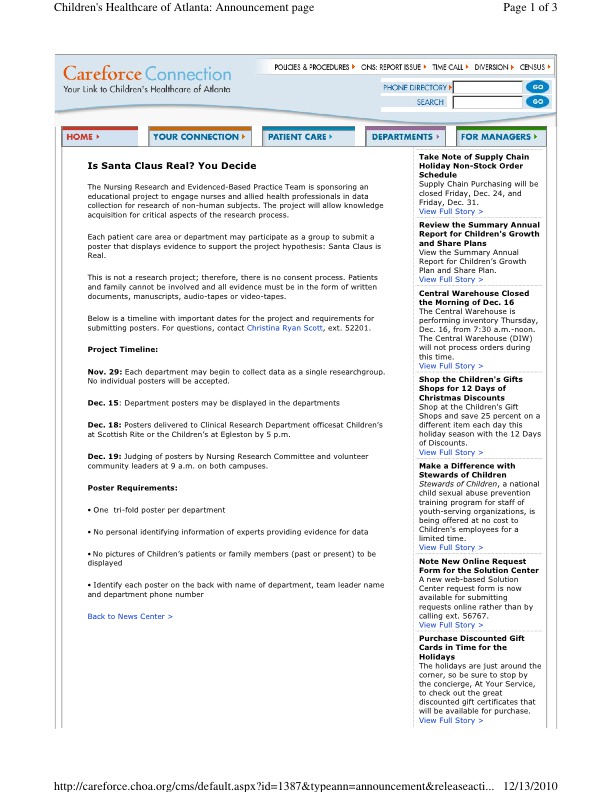 Children's Healthcare of Atlanta: Announcement page
Page 1 of 3
Careforce Connection
Your Link to Children's Healthcare of Atlanta
POLICIES & PROCEDURES
ONS: REPORT ISSUE
TIME CALL
DIVERSION
CENSUS
PHONE DIRECTORY
GO
SEARCH
GO
HOME
YOUR CONNECTION
PATIENT CARE
DEPARTMENTS
FOR MANAGERS
Is Santa Claus Real? You Decide
The Nursing Research and Evidenced-Based Practice Team is sponsoring an
educational project to engage nurses and allied health professionals in data
collection for research of non-human subjects. The project will allow knowledge
acquisition for critical aspects of the research process.
Each patient care area or department may participate as a group to submit a
poster that displays evidence to support the project hypothesis: Santa Claus is
Real.
This is not a research project; therefore, there is no consent process. Patients
and family cannot be involved and all evidence must be in the form of written
documents, manuscripts, audio-tapes or video-tapes.
Below is a timeline with important dates for the project and requirements for
submitting posters. For questions, contact Christina Ryan Scott, ext. 52201.
Project Timeline:
Nov. 29: Each department may begin to collect data as a single researchgroup.
No individual posters will be accepted.
Dec. 15: Department posters may be displayed in the departments
Dec. 18: Posters delivered to Clinical Research Department officesat Children's
at Scottish Rite or the Children's at Egleston by 5 p.m.
Dec. 19: Judging of posters by Nursing Research Committee and volunteer
community leaders at 9 a.m. on both campuses.
Poster Requirements:
• One tri-fold poster per department
• No personal identifying information of experts providing evidence for data
• No pictures of Children's patients or family members (past or present) to be
displayed
• Identify each poster on the back with name of department, team leader name
and department phone number
Back to News Center >
Take Note of Supply Chain
Holiday Non-Stock Order
Schedule
Supply Chain Purchasing will be
closed Friday, Dec. 24, and
Friday, Dec. 31.
View Full Story >
Review the Summary Annual
Report for Children's Growth
and Share Plans
View the Summary Annual
Report for Children's Growth
Plan and Share Plan.
View Full Story >
Central Warehouse Closed
the Morning of Dec. 16
The Central Warehouse is
performing inventory Thursday,
Dec. 16, from 7:30 a.m.-noon.
The Central Warehouse (DIW)
will not process orders during
this time.
View Full Story >
Shop the Children's Gifts
Shops for 12 Days of
Christmas Discounts
Shop at the Children's Gift
Shops and save 25 percent on a
different item each day this
holiday season with the 12 Days
of Discounts.
View Full Story >
Make a Difference with
Stewards of Children
Stewards of Children, a national
child sexual abuse prevention
training program for staff of
youth-serving organizations, is
being offered at no cost to
Children's employees for a
limited time.
View Full Story >
Note New Online Request
Form for the Solution Center
A new web-based Solution
Center request form is now
available for submitting
requests online rather than by
calling ext. 56767.
View Full Story >
Purchase Discounted Gift
Cards in Time for the
Holidays
The holidays are just around the
corner, so be sure to stop by
the concierge, At Your Service,
to check out the great
discounted gift certificates that
will be available for purchase.
View Full Story >
http://careforce.choa.org/cms/default.aspx?id=1387&typeann=announcement&releaseacti... 12/13/2010